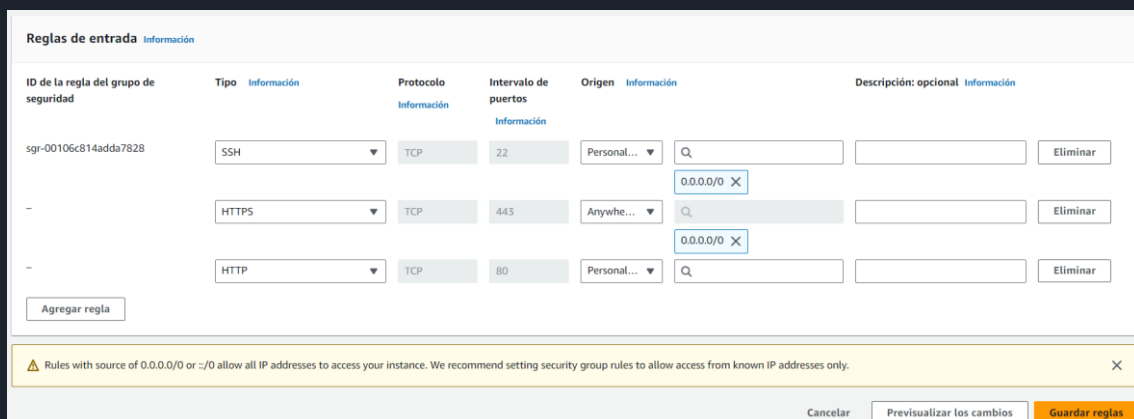 Reglas de entrada Información
ID de la regla del grupo de seguridad
Tipo Información
Protocolo Información
Intervalo de puertos Información
Origen Información
Descripción: opcional Información
sgr-00106c814adda7828 SSH TCP 22 Personal... Eliminar
0.0.0.0/0
– HTTPS TCP 443 Anywhe... Eliminar
0.0.0.0/0
– HTTP TCP 80 Personal... Eliminar
Agregar regla
Rules with source of 0.0.0.0/0 or ::/0 allow all IP addresses to access your instance. We recommend setting security group rules to allow access from known IP addresses only.
Cancelar Previsualizar los cambios Guardar reglas